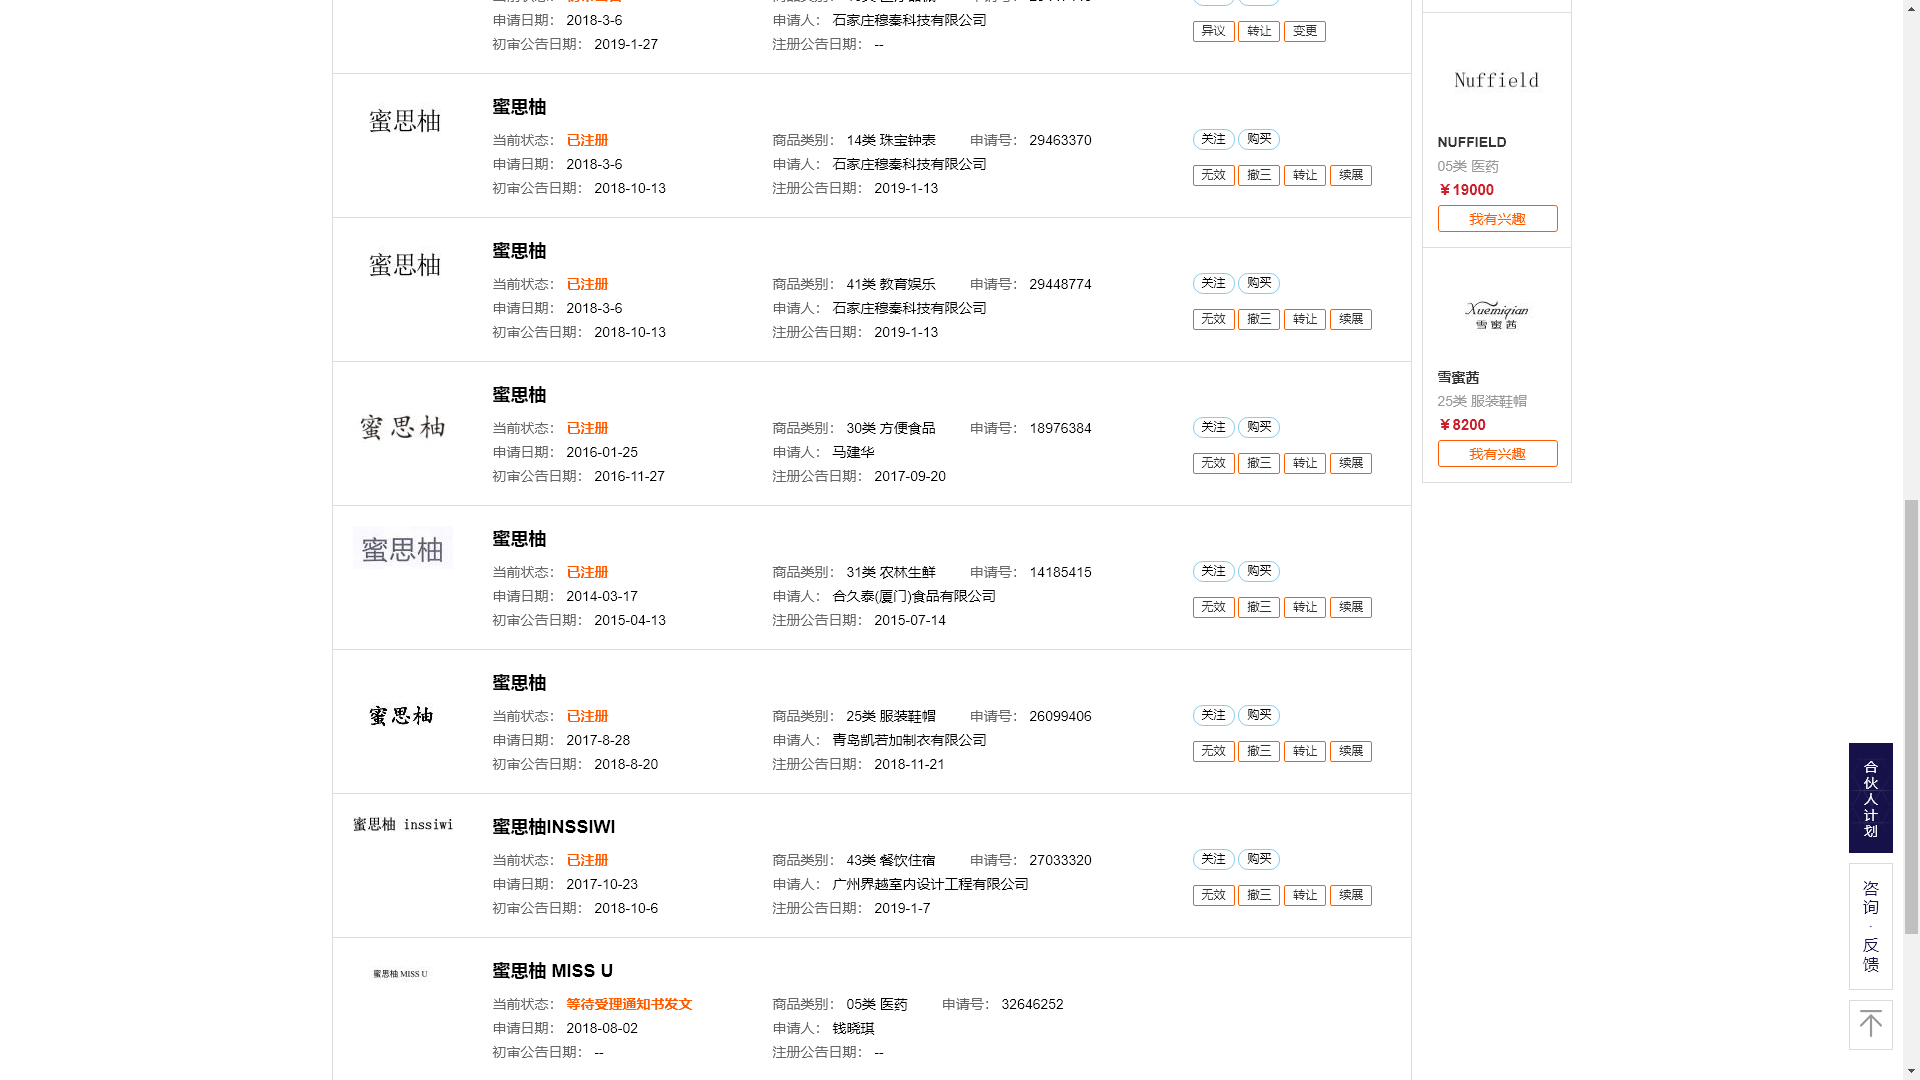 申请日期： 2018-3-6 申请人： 石家庄穆秦科技有限公司
初审公告日期： 2019-1-27 注册公告日期： --
异议 转让 变更
蜜思柚
蜜思柚
当前状态： 已注册 商品类别： 14类 珠宝钟表 申请号： 29463370
申请日期： 2018-3-6 申请人： 石家庄穆秦科技有限公司
初审公告日期： 2018-10-13 注册公告日期： 2019-1-13
关注 购买
无效 撤三 转让 续展
蜜思柚
蜜思柚
当前状态： 已注册 商品类别： 41类 教育娱乐 申请号： 29448774
申请日期： 2018-3-6 申请人： 石家庄穆秦科技有限公司
初审公告日期： 2018-10-13 注册公告日期： 2019-1-13
关注 购买
无效 撤三 转让 续展
蜜思柚
蜜思柚
当前状态： 已注册 商品类别： 30类 方便食品 申请号： 18976384
申请日期： 2016-01-25 申请人： 马建华
初审公告日期： 2016-11-27 注册公告日期： 2017-09-20
关注 购买
无效 撤三 转让 续展
蜜思柚
蜜思柚
当前状态： 已注册 商品类别： 31类 农林生鲜 申请号： 14185415
申请日期： 2014-03-17 申请人： 合久泰(厦门)食品有限公司
初审公告日期： 2015-04-13 注册公告日期： 2015-07-14
关注 购买
无效 撤三 转让 续展
蜜思柚
蜜思柚
当前状态： 已注册 商品类别： 25类 服装鞋帽 申请号： 26099406
申请日期： 2017-8-28 申请人： 青岛凯若加制衣有限公司
初审公告日期： 2018-8-20 注册公告日期： 2018-11-21
关注 购买
无效 撤三 转让 续展
蜜思柚 inssiwi
蜜思柚INSSIWI
当前状态： 已注册 商品类别： 43类 餐饮住宿 申请号： 27033320
申请日期： 2017-10-23 申请人： 广州界越室内设计工程有限公司
初审公告日期： 2018-10-6 注册公告日期： 2019-1-7
关注 购买
无效 撤三 转让 续展
蜜思柚 MISS U
蜜思柚 MISS U
当前状态： 等待受理通知书发文 商品类别： 05类 医药 申请号： 32646252
申请日期： 2018-08-02 申请人： 钱晓琪
初审公告日期： -- 注册公告日期： --
Nuffield
NUFFIELD
05类 医药
￥19000
我有兴趣
Xuemiqian
雪蜜茜
雪蜜茜
25类 服装鞋帽
￥8200
我有兴趣
合伙人计划
咨询·反馈